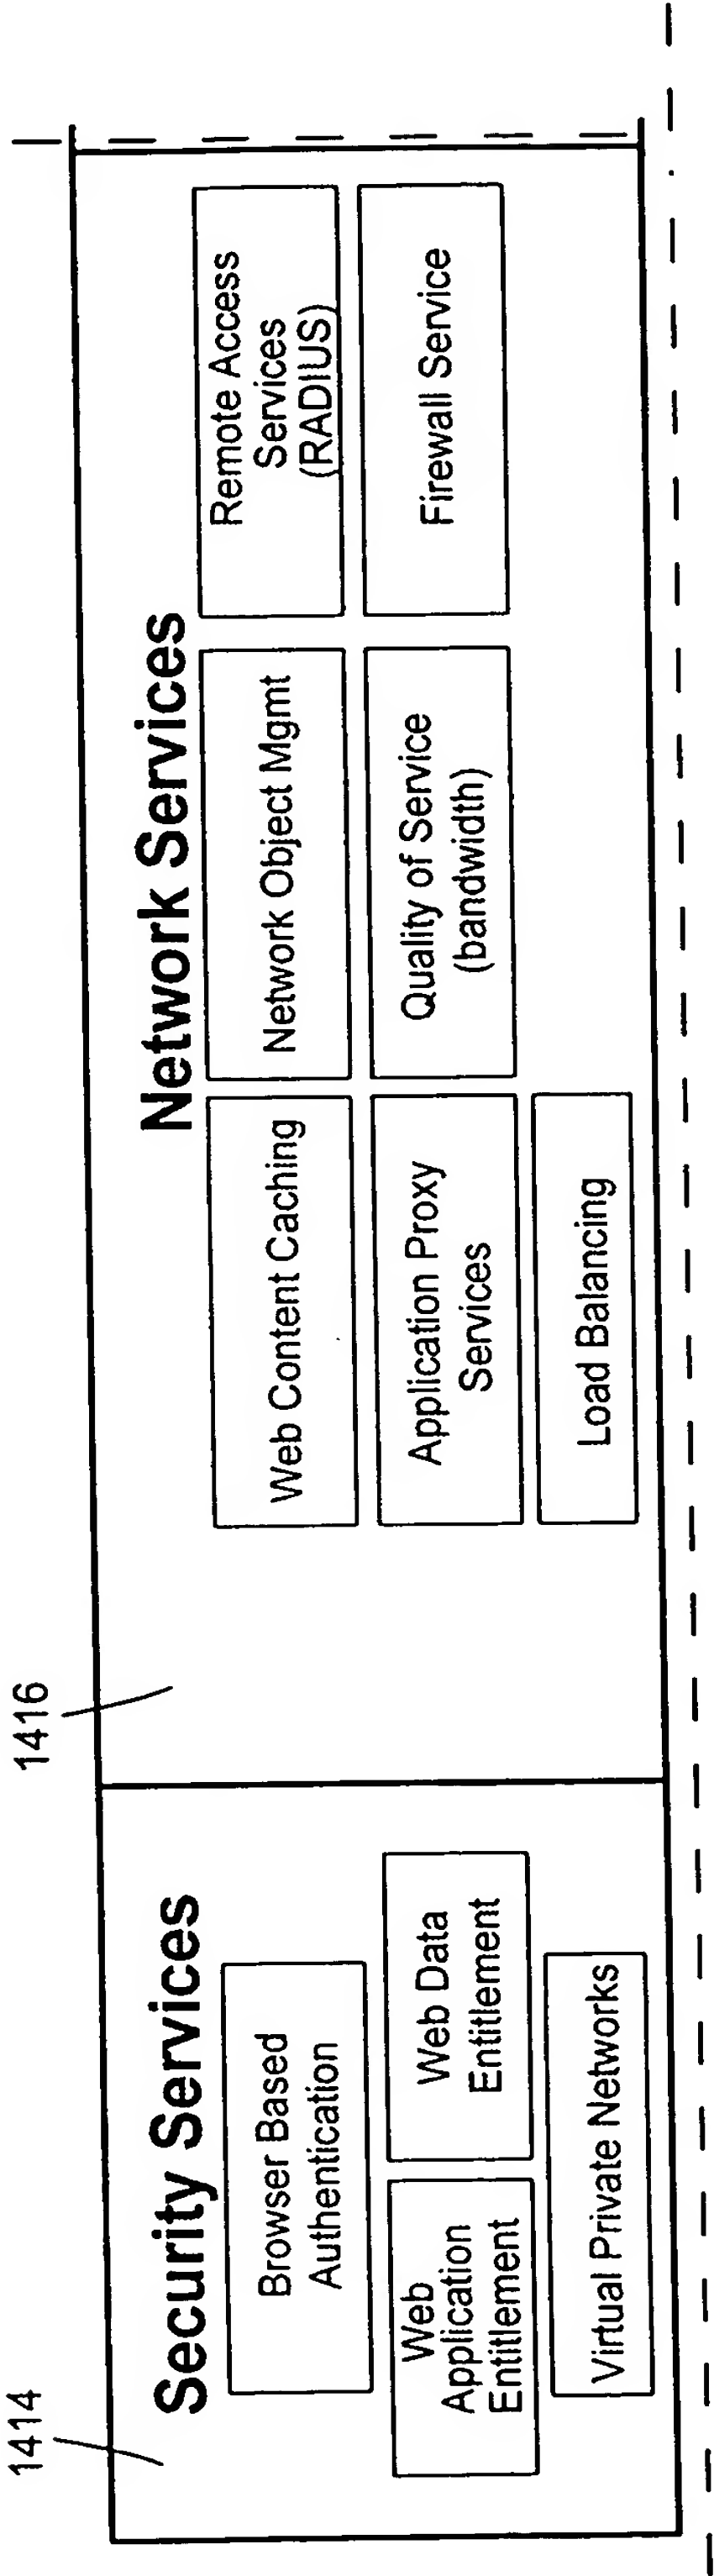 1414
Security Services
Browser Based
Authentication
Web
Application
Entitlement
Web Data
Entitlement
Virtual Private Networks
1416
Network Services
Web Content Caching
Network Object Mgmt
Remote Access
Services
(RADIUS)
Application Proxy
Services
Quality of Service
(bandwidth)
Firewall Service
Load Balancing